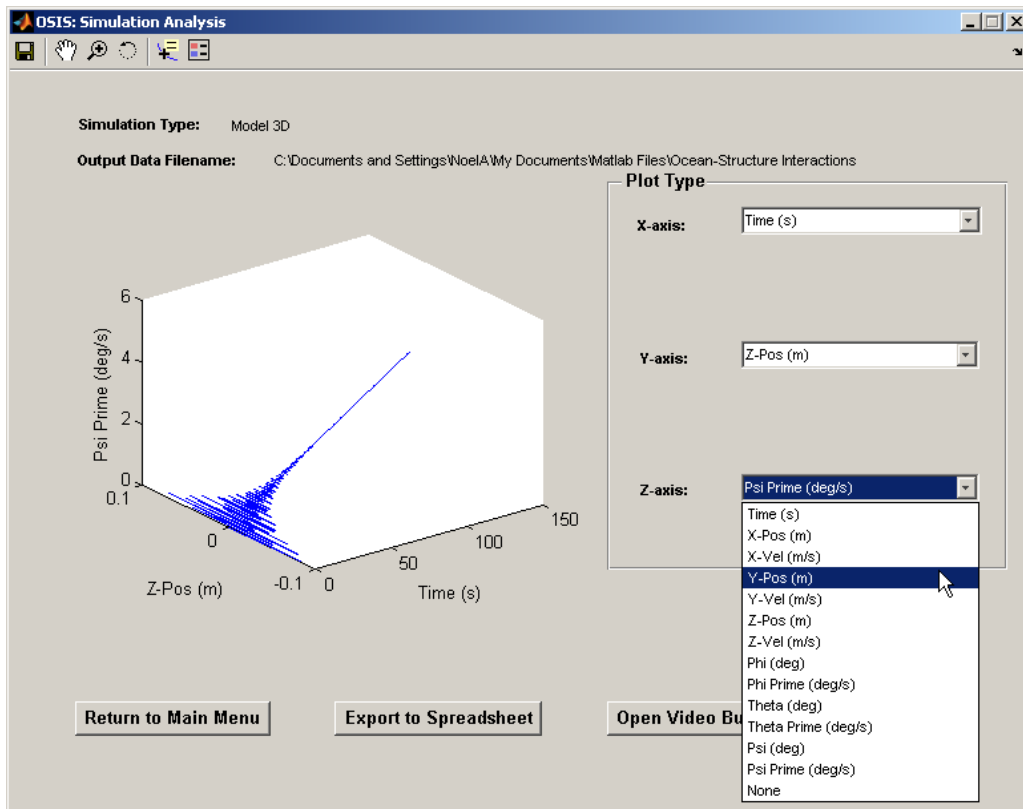 OSIS: Simulation Analysis
Simulation Type: Model 3D
Output Data Filename: C:\Documents and Settings\NoelA\My Documents\Matlab Files\Ocean-Structure Interactions
Plot Type
X-axis: Time (s)
Y-axis: Z-Pos (m)
Z-axis: Psi Prime (deg/s)
Time (s)
X-Pos (m)
X-Vel (m/s)
Y-Pos (m)
Y-Vel (m/s)
Z-Pos (m)
Z-Vel (m/s)
Phi (deg)
Phi Prime (deg/s)
Theta (deg)
Theta Prime (deg/s)
Psi (deg)
Psi Prime (deg/s)
None
Psi Prime (deg/s)
6
4
2
0
0.1
0
-0.1
Z-Pos (m)
0
50
100
150
Time (s)
Return to Main Menu
Export to Spreadsheet
Open Video Bu